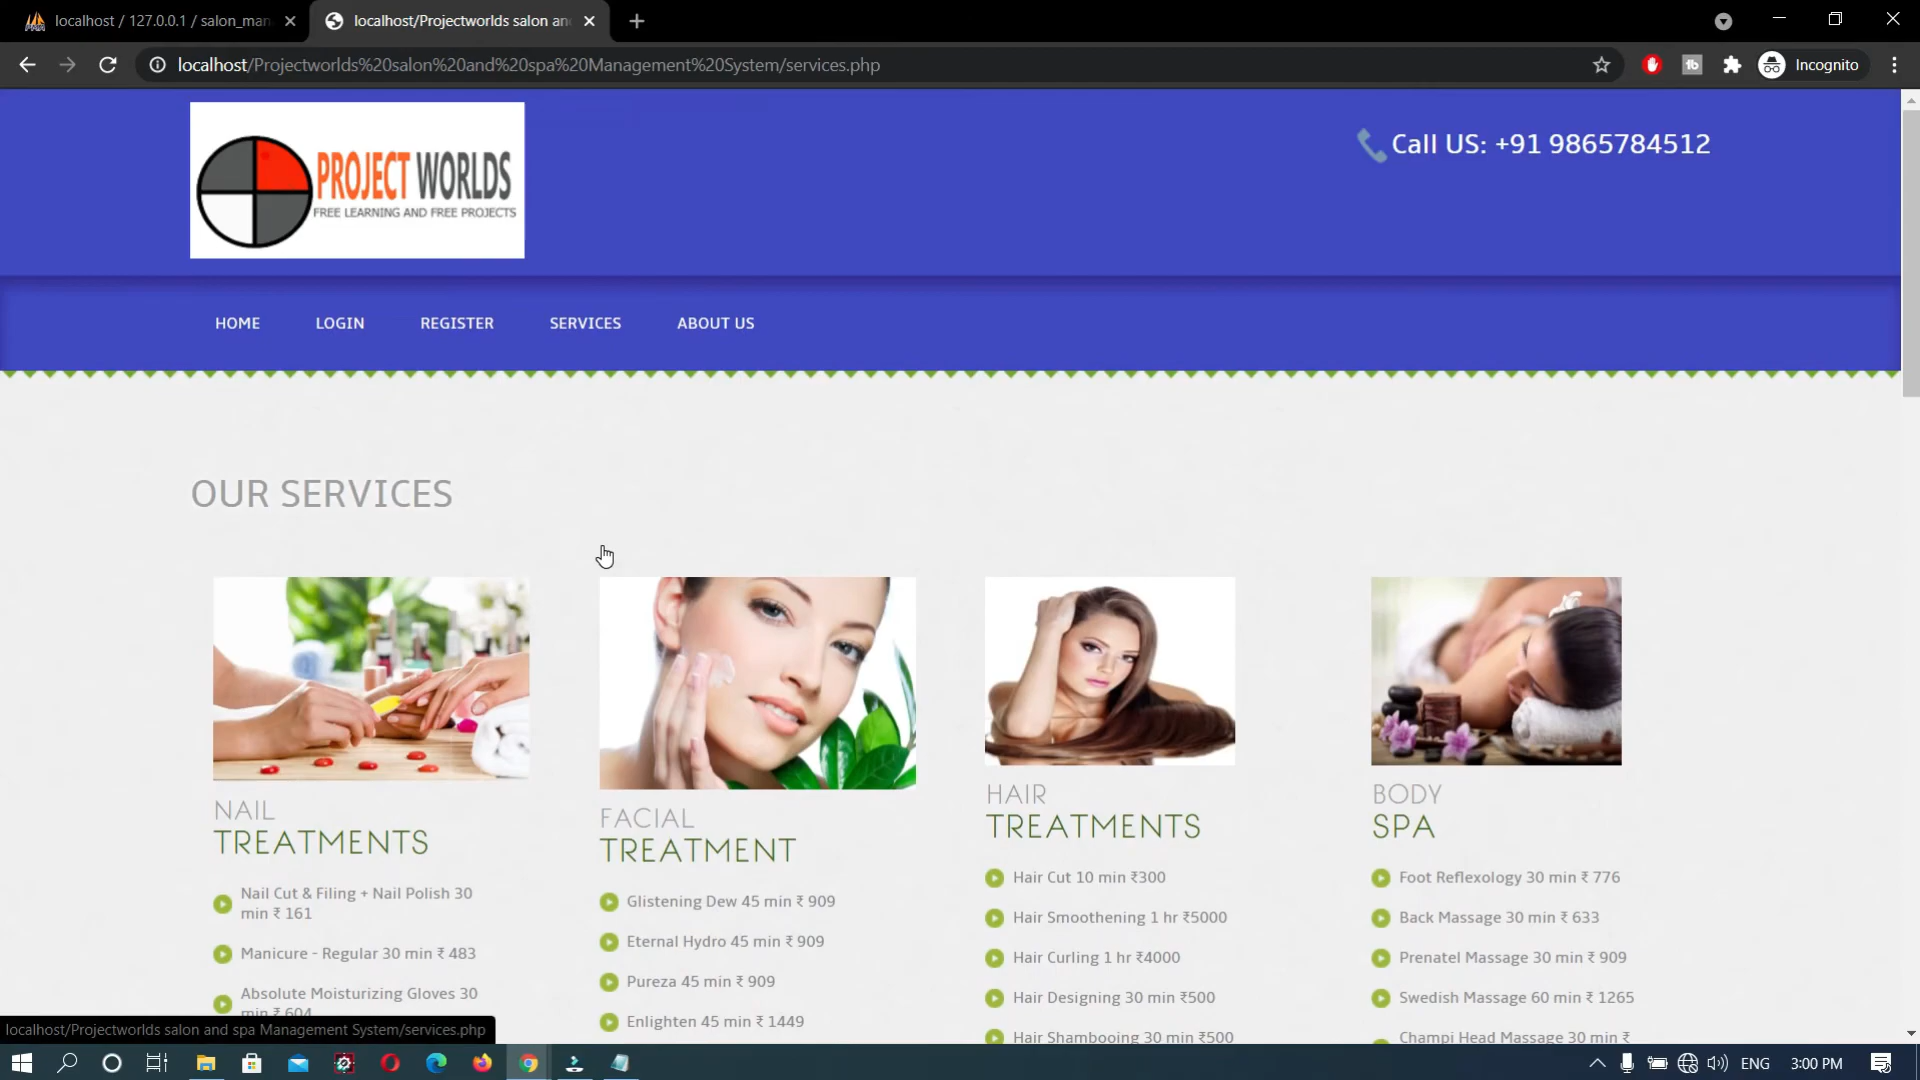 localhost / 127.0.0.1 / salon_man
localhost/Projectworlds salon and
localhost/Projectworlds%20salon%20and%20spa%20Management%20System/services.php
Incognito
PROJECT WORLDS
FREE LEARNING AND FREE PROJECTS
Call US: +91 9865784512
HOME
LOGIN
REGISTER
SERVICES
ABOUT US
OUR SERVICES
NAIL
TREATMENTS
Nail Cut & Filing + Nail Polish 30
min ₹ 161
Manicure - Regular 30 min ₹ 483
Absolute Moisturizing Gloves 30
min ₹ 604
FACIAL
TREATMENT
Glistening Dew 45 min ₹ 909
Eternal Hydro 45 min ₹ 909
Pureza 45 min ₹ 909
Enlighten 45 min ₹ 1449
HAIR
TREATMENTS
Hair Cut 10 min ₹300
Hair Smoothening 1 hr ₹5000
Hair Curling 1 hr ₹4000
Hair Designing 30 min ₹500
Hair Shambooing 30 min ₹500
BODY
SPA
Foot Reflexology 30 min ₹ 776
Back Massage 30 min ₹ 633
Prenatel Massage 30 min ₹ 909
Swedish Massage 60 min ₹ 1265
Champi Head Massage 30 min ₹
localhost/Projectworlds salon and spa Management System/services.php
ENG
3:00 PM